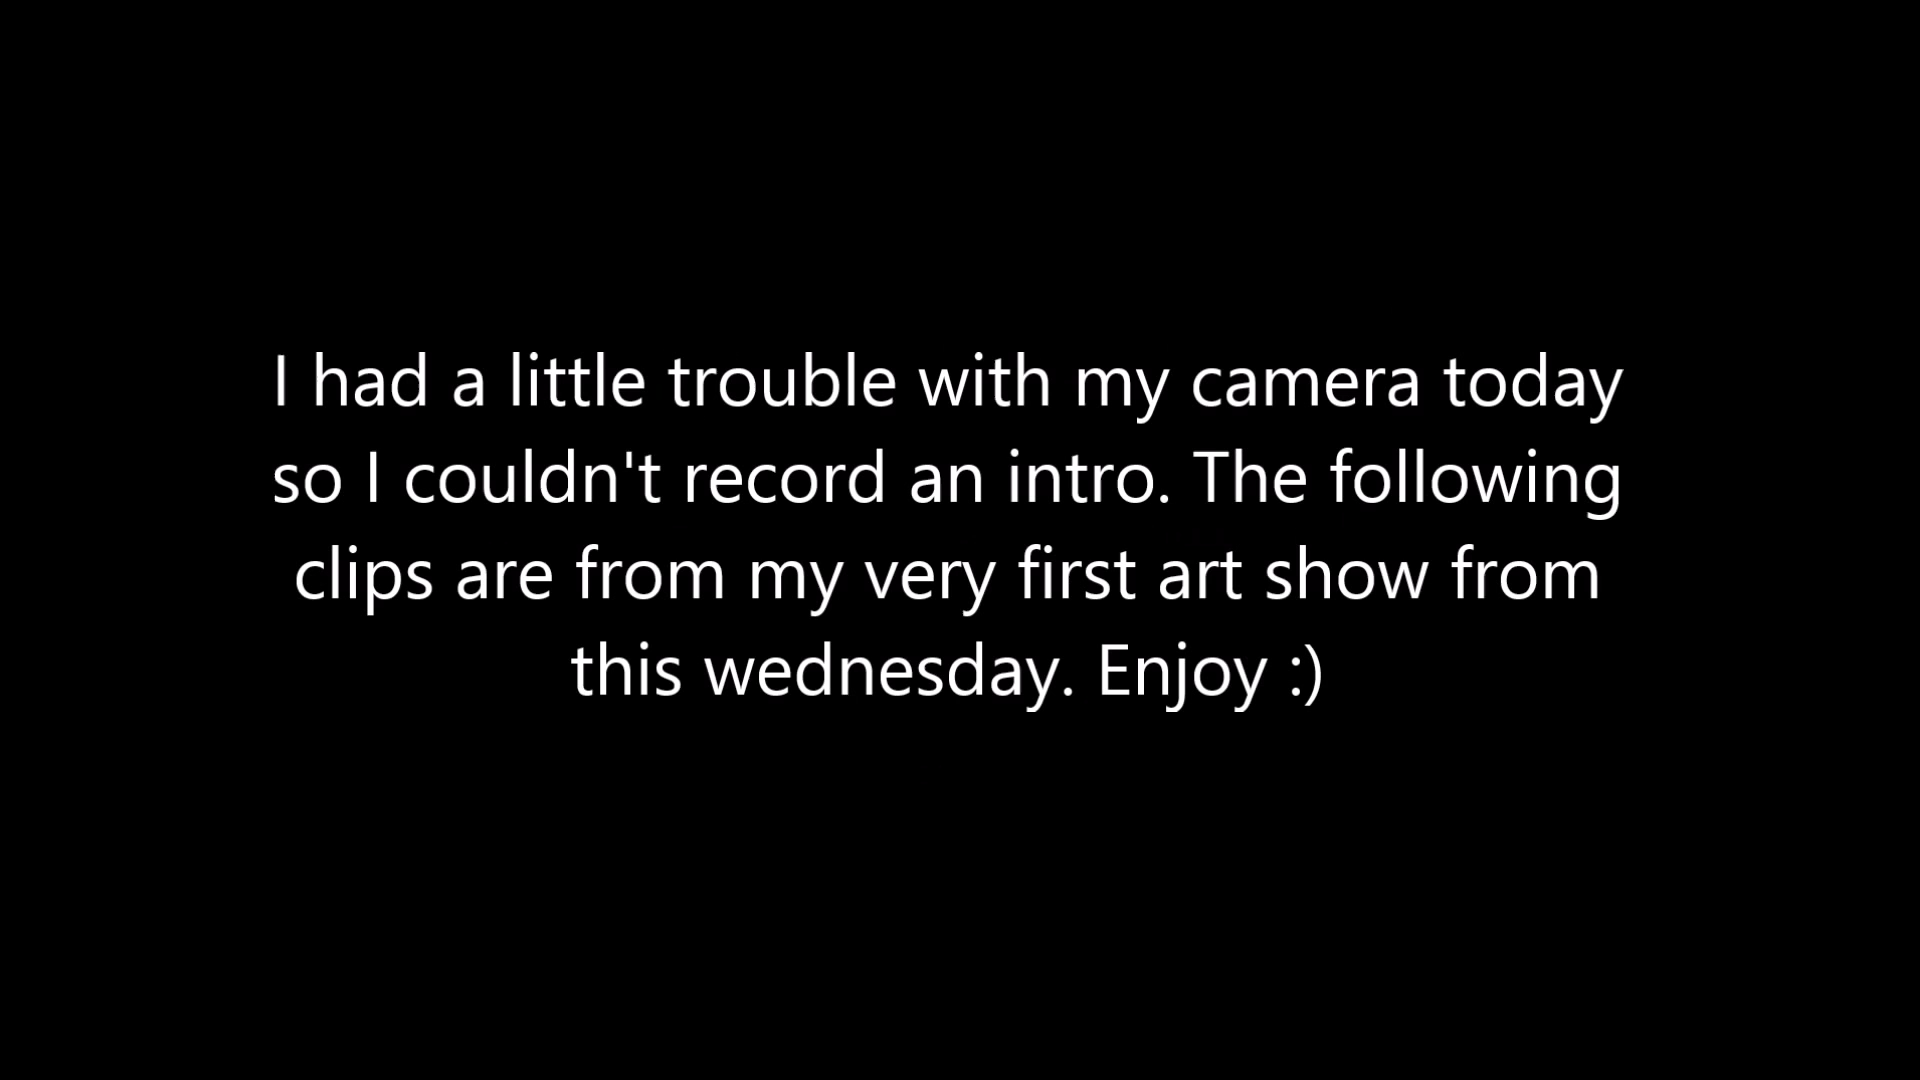 I had a little trouble with my camera today
so I couldn't record an intro. The following
clips are from my very first art show from
this wednesday. Enjoy :)